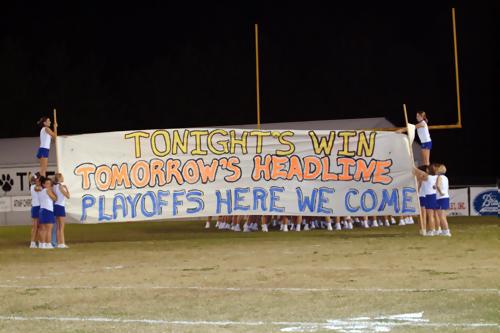 TONIGHT'S WIN
TOMORROW'S HEADLINE
PLAYOFFS HERE WE COME